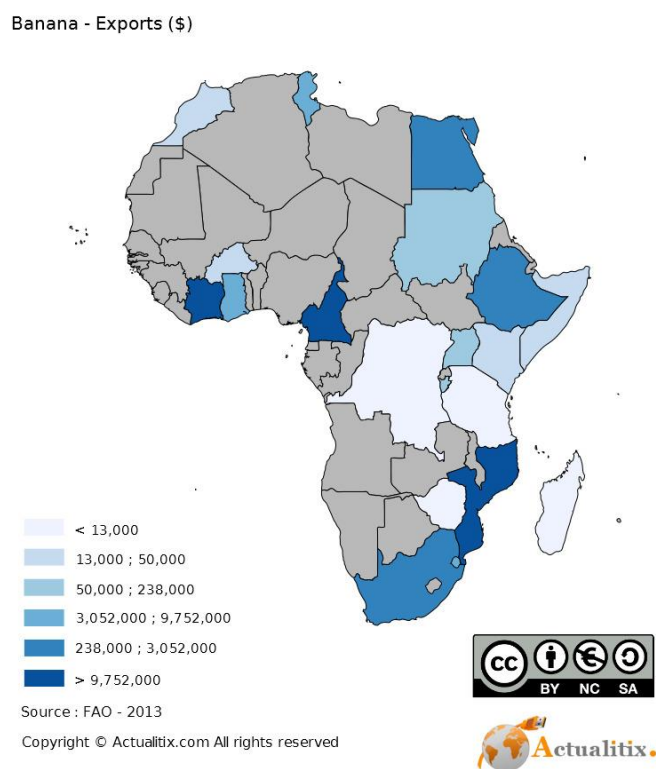 Banana - Exports ($)
< 13,000
13,000 ; 50,000
50,000 ; 238,000
3,052,000 ; 9,752,000
238,000 ; 3,052,000
> 9,752,000
Source : FAO - 2013
Copyright © Actualitix.com All rights reserved
cc
BY NC SA
Actualitix.